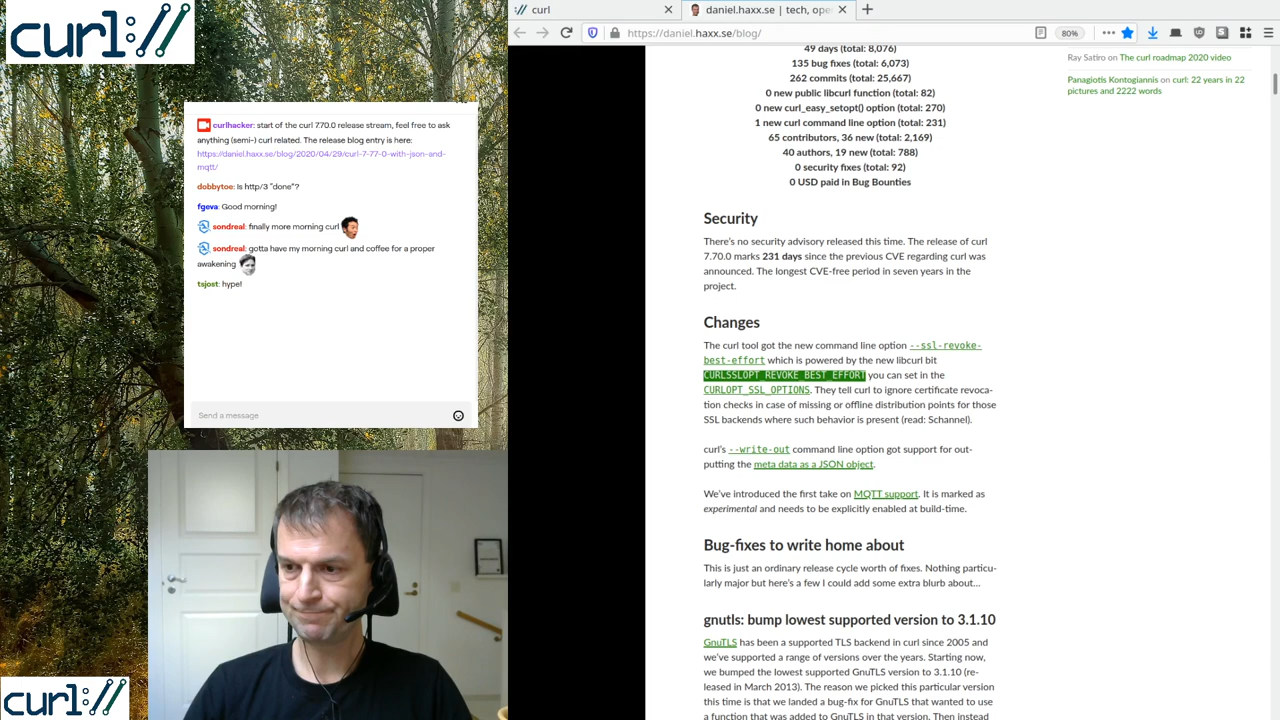 curl://
curlhacker: start of the curl 7.70.0 release stream, feel free to ask
anything (semi-) curl related. The release blog entry is here:
https://daniel.haxx.se/blog/2020/04/29/curl-7-77-0-with-json-and-
mqtt/
dobbytoe: Is http/3 "done"?
fgeva: Good morning!
sondreal: finally more morning curl
sondreal: gotta have my morning curl and coffee for a proper
awakening
tsjost: hype!
Send a message
curl://
curl
daniel.haxx.se | tech, ope
https://daniel.haxx.se/blog/
80%
49 days (total: 8,076)
135 bug fixes (total: 6,073)
262 commits (total: 25,667)
0 new public libcurl function (total: 82)
0 new curl_easy_setopt() option (total: 270)
1 new curl command line option (total: 231)
65 contributors, 36 new (total: 2,169)
40 authors, 19 new (total: 788)
0 security fixes (total: 92)
0 USD paid in Bug Bounties
Security
There's no security advisory released this time. The release of curl
7.70.0 marks 231 days since the previous CVE regarding curl was
announced. The longest CVE-free period in seven years in the
project.
Changes
The curl tool got the new command line option --ssl-revoke-
best-effort which is powered by the new libcurl bit
CURLSSLOPT_REVOKE_BEST_EFFORT you can set in the
CURLOPT_SSL_OPTIONS. They tell curl to ignore certificate revoca-
tion checks in case of missing or offline distribution points for those
SSL backends where such behavior is present (read: Schannel).
curl's --write-out command line option got support for out-
putting the meta data as a JSON object.
We've introduced the first take on MQTT support. It is marked as
experimental and needs to be explicitly enabled at build-time.
Bug-fixes to write home about
This is just an ordinary release cycle worth of fixes. Nothing particu-
larly major but here's a few I could add some extra blurb about...
gnutls: bump lowest supported version to 3.1.10
GnuTLS has been a supported TLS backend in curl since 2005 and
we've supported a range of versions over the years. Starting now,
we bumped the lowest supported GnuTLS version to 3.1.10 (re-
leased in March 2013). The reason we picked this particular version
this time is that we landed a bug-fix for GnuTLS that wanted to use
a function that was added to GnuTLS in that version. Then instead
Ray Satiro on The curl roadmap 2020 video
Panagiotis Kontogiannis on curl: 22 years in 22
pictures and 2222 words